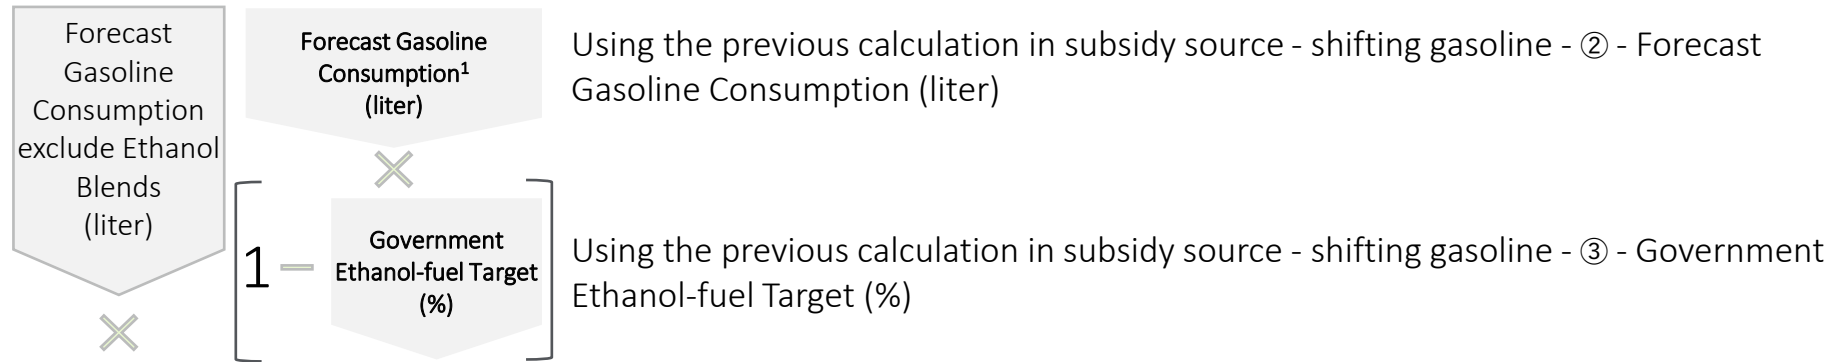 Forecast
Gasoline
Consumption
exclude Ethanol
Blends
(liter)
Forecast Gasoline
Consumption¹
(liter)
Using the previous calculation in subsidy source - shifting gasoline - ② - Forecast
Gasoline Consumption (liter)
1
Government
Ethanol-fuel Target
(%)
Using the previous calculation in subsidy source - shifting gasoline - ③ - Government
Ethanol-fuel Target (%)